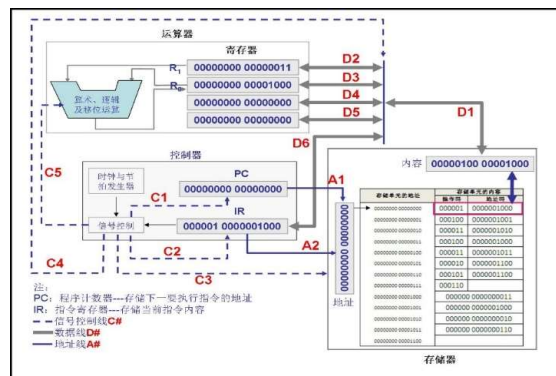 运算器
寄存器
R1 00000000 00000011
R0 00000000 00001000
00000000 00000000
00000000 00000000
算术、逻辑
及移位运算
D2
D3
D4
D5
D1
D6
控制器
PC
00000000 00000000
IR
000001 0000001000
时钟与节
拍发生器
信号控制
C1
C2
C3
C4
C5
A1
A2
内容 00000100 00001000
地址
00000000 00000000
存储单元的地址 存储单元的内容
操作码 地址码
00000000 00000000 000001 0000001000
00000000 00000001 000100 0000001001
00000000 00000010 000011 0000001010
00000000 00000011 000100 0000001000
00000000 00000100 000011 0000001011
00000000 00000101 000010 0000001100
00000000 00000110 000101 0000001100
00000000 00000111 000110
00000000 00001000 000000 0000000011
00000000 00001001 000000 0000001000
00000000 00001010 000000 0000000010
00000000 00001011 000000 0000000110
00000000 00001100
存储器
注:
PC: 程序计数器---存储下一要执行指令的地址
IR: 指令寄存器---存储当前指令内容
信号控制线C#
数据线D#
地址线A#